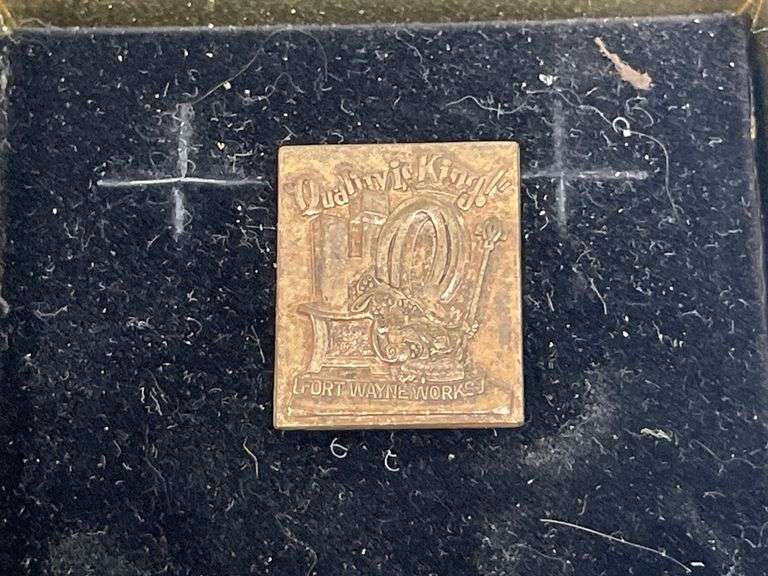 "Quality is King!"
FORT WAYNE WORKS